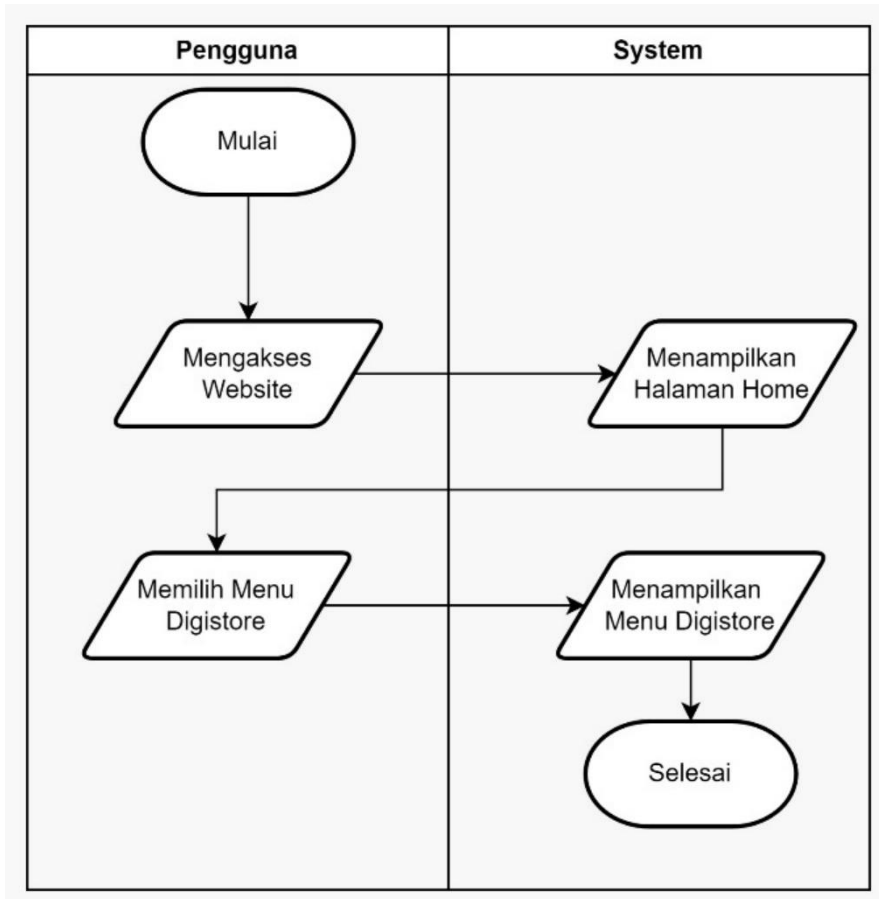 Pengguna
System
Mulai
Mengakses
Website
Menampilkan
Halaman Home
Memilih Menu
Digistore
Menampilkan
Menu Digistore
Selesai